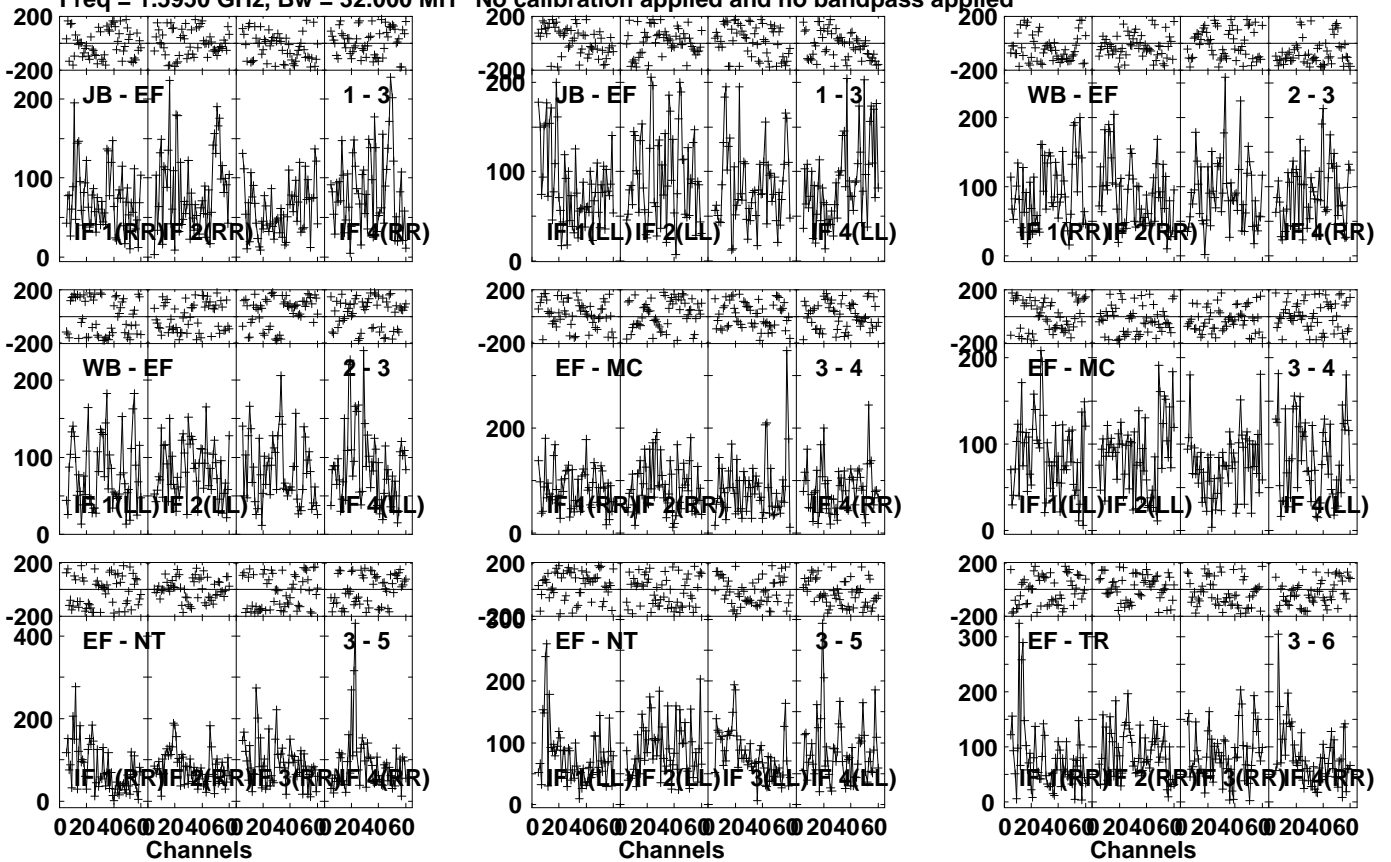 Freq = 1.5950 GHz, Bw = 32.000 MH No calibration applied and no bandpass applied
200
-200
JB - EF 1 - 3
200
100
0
IF 1(RR) IF 2(RR) IF 4(RR)
200
-200
JB - EF 1 - 3
200
100
0
IF 1(LL) IF 2(LL) IF 4(LL)
200
-200
WB - EF 2 - 3
200
100
0
IF 1(RR) IF 2(RR) IF 4(RR)
200
-200
WB - EF 2 - 3
200
100
0
IF 1(LL) IF 2(LL) IF 4(LL)
200
-200
EF - MC 3 - 4
200
0
IF 1(RR) IF 2(RR) IF 4(RR)
200
-200
EF - MC 3 - 4
200
100
0
IF 1(LL) IF 2(LL) IF 4(LL)
200
-200
EF - NT 3 - 5
400
200
0
IF 1(RR) IF 2(RR) IF 3(RR) IF 4(RR)
0 20 40 60 0 20 40 60 0 20 40 60 0 20 40 60
Channels
200
-200
EF - NT 3 - 5
300
200
100
0
IF 1(LL) IF 2(LL) IF 3(LL) IF 4(LL)
0 20 40 60 0 20 40 60 0 20 40 60 0 20 40 60
Channels
200
-200
EF - TR 3 - 6
300
200
100
0
IF 1(RR) IF 2(RR) IF 3(RR) IF 4(RR)
0 20 40 60 0 20 40 60 0 20 40 60 0 20 40 60
Channels